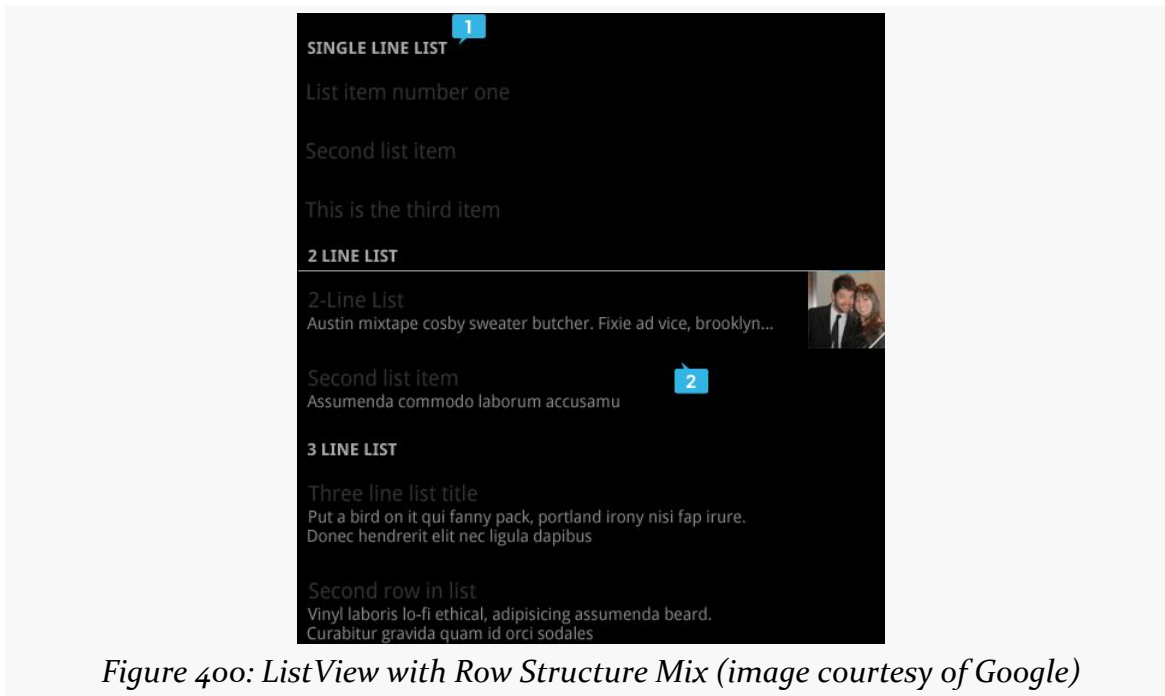 1
SINGLE LINE LIST
List item number one
Second list item
This is the third item
2 LINE LIST
2-Line List
Austin mixtape cosby sweater butcher. Fixie ad vice, brooklyn...
Second list item
2
Assumenda commodo laborum accusamu
3 LINE LIST
Three line list title
Put a bird on it qui fanny pack, portland irony nisi fap irure.
Donec hendrerit elit nec ligula dapibus
Second row in list
Vinyl laboris lo-fi ethical, adipisicing assumenda beard.
Curabitur gravida quam id orci sodales
Figure 400: ListView with Row Structure Mix (image courtesy of Google)